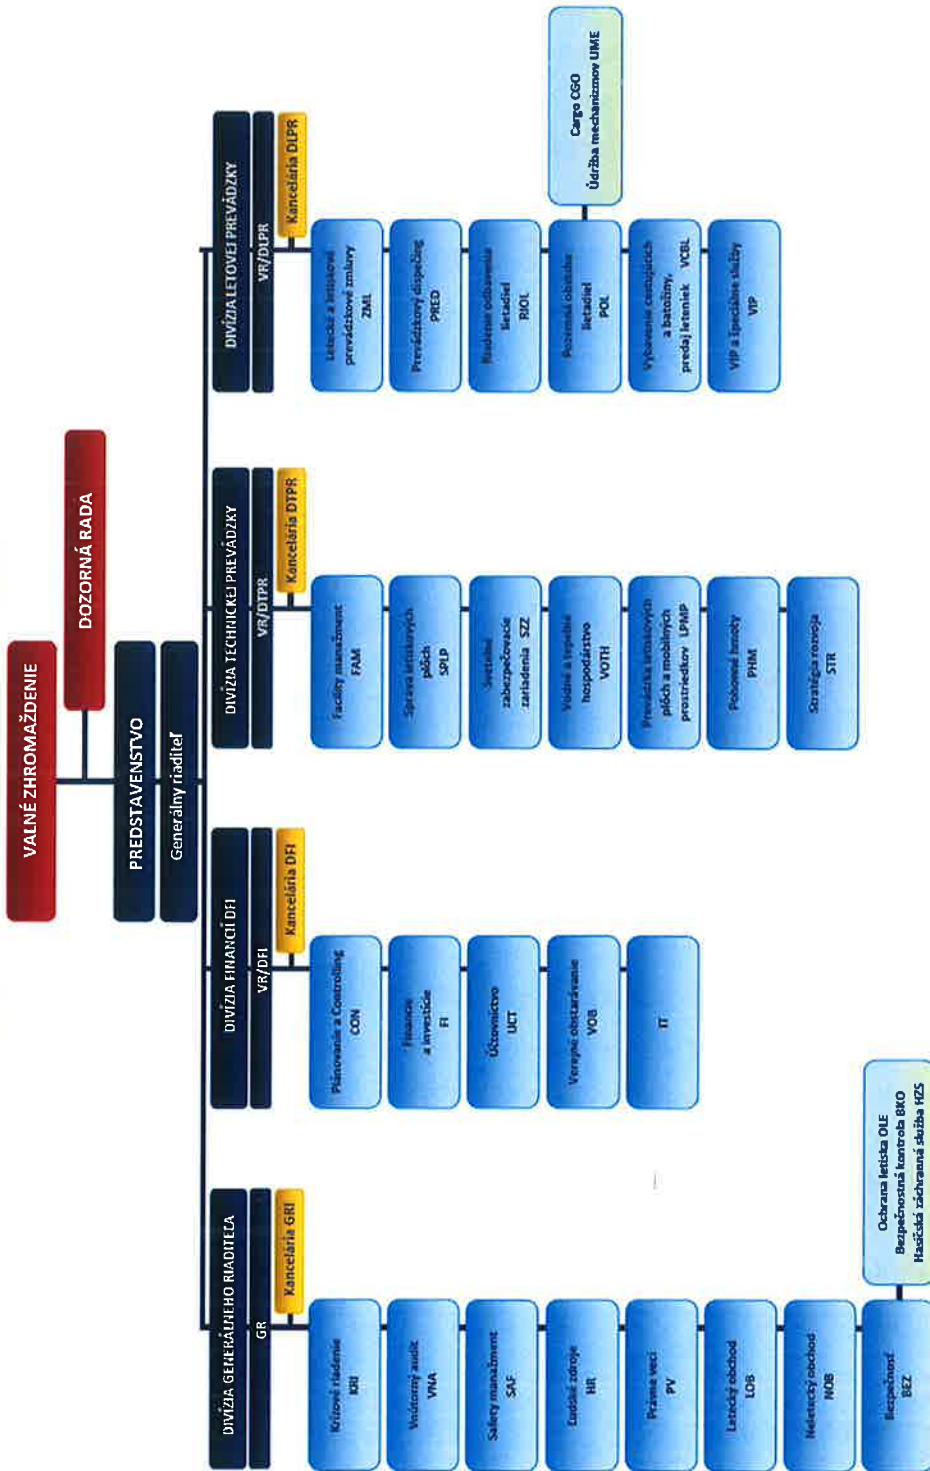 VALNÉ ZHROMAŽDENIE
DOZORNÁ RADA
PREDSTAVENSTVO
Generálny riaditeľ
DIVÍZIA GENERÁLNEHO RIADITEĽA
GR
Kancelária GRI
Krízové riadenie
KRI
Vnútorný audit
VNA
Safety manažment
SAF
Ľudské zdroje
HR
Právne veci
PV
Letecký obchod
LOB
Neletecký obchod
NOB
Bezpečnosť
BEZ
Ochrana letiska OLE
Bezpečnostná kontrola BKO
Hasičská záchranná služba HZS
DIVÍZIA FINANCIÍ DFI
VR/DFI
Kancelária DFI
Plánovanie a Controlling
CON
Financie
a investície
FI
Účtovníctvo
UCT
Verejné obstarávanie
VOB
IT
DIVÍZIA TECHNICKEJ PREVÁDZKY
VR/DTPR
Kancelária DTPR
Facility manažment
FAM
Správa letiskových
plôch
SPLP
Svetelné
zabezpečovacie
zariadenia SZZ
Vodné a tepelné
hospodárstvo
VOTH
Prevádzka letiskových
plôch a mobilných
prostriedkov LPMP
Pohonné hmoty
PHM
Stratégia rozvoja
STR
DIVÍZIA LETOVEJ PREVÁDZKY
VR/DLPR
Kancelária DLPR
Letecké a letiskové
prevádzkové zmluvy
ZML
Prevádzkový dispečing
PRED
Riadenie odbavenia
lietadiel
RIOL
Pozemná obsluha
lietadiel
POL
Cargo CGO
Údržba mechanizmov UME
Vybavenie cestujúcich
a batožiny,
predaj leteniek VCBL
VIP a špeciálne služby
VIP